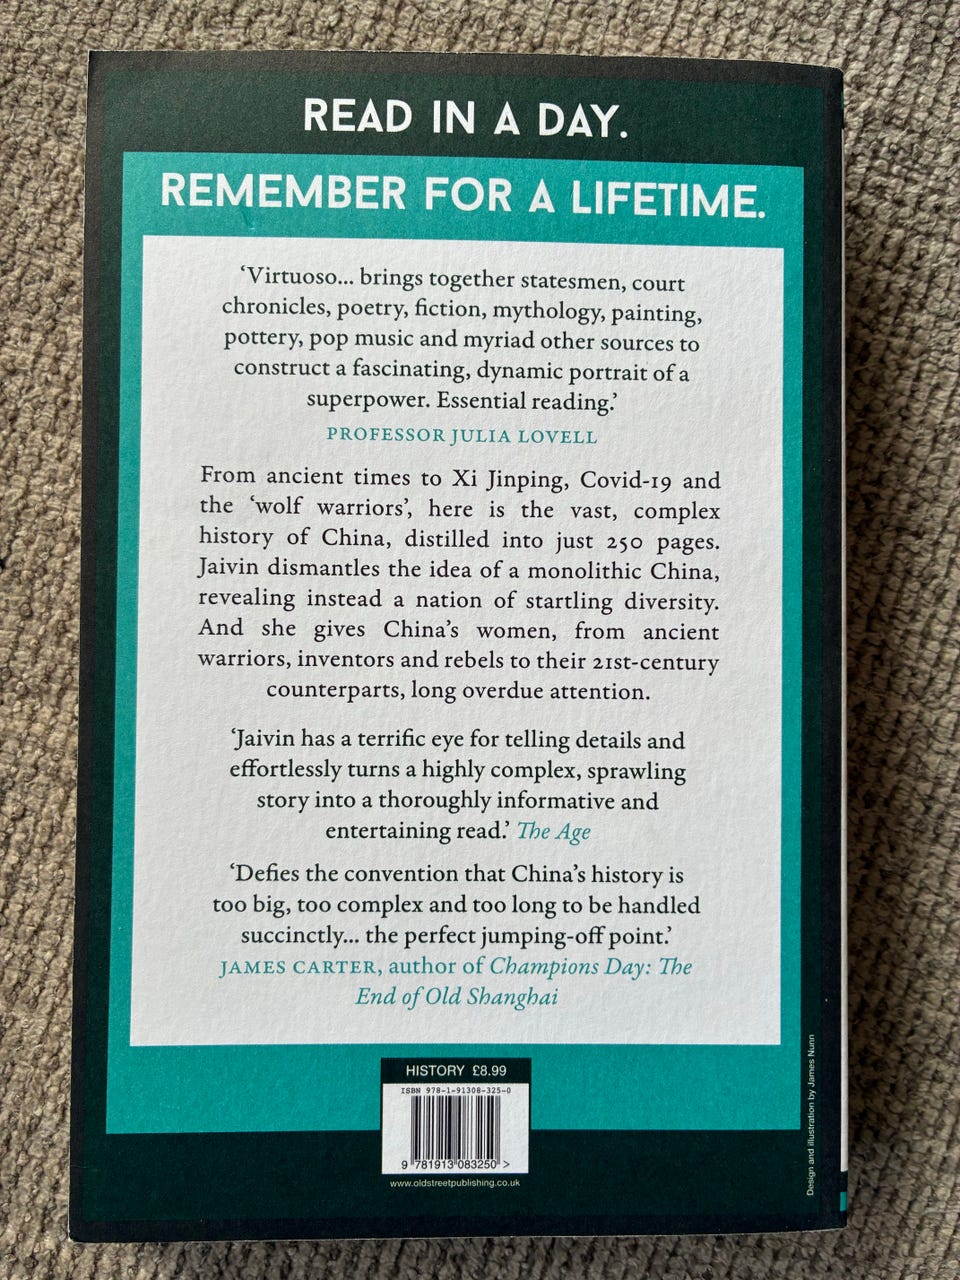 READ IN A DAY.
REMEMBER FOR A LIFETIME.
‘Virtuoso... brings together statesmen, court
chronicles, poetry, fiction, mythology, painting,
pottery, pop music and myriad other sources to
construct a fascinating, dynamic portrait of a
superpower. Essential reading.’
PROFESSOR JULIA LOVELL
From ancient times to Xi Jinping, Covid-19 and
the ‘wolf warriors’, here is the vast, complex
history of China, distilled into just 250 pages.
Jaivin dismantles the idea of a monolithic China,
revealing instead a nation of startling diversity.
And she gives China’s women, from ancient
warriors, inventors and rebels to their 21st-century
counterparts, long overdue attention.
‘Jaivin has a terrific eye for telling details and
effortlessly turns a highly complex, sprawling
story into a thoroughly informative and
entertaining read.’ The Age
‘Defies the convention that China’s history is
too big, too complex and too long to be handled
succinctly... the perfect jumping-off point.’
JAMES CARTER, author of Champions Day: The
End of Old Shanghai
HISTORY £8.99
ISBN 978-1-91308-325-0
9 781913 083250 >
www.oldstreetpublishing.co.uk
Design and illustration by James Nunn